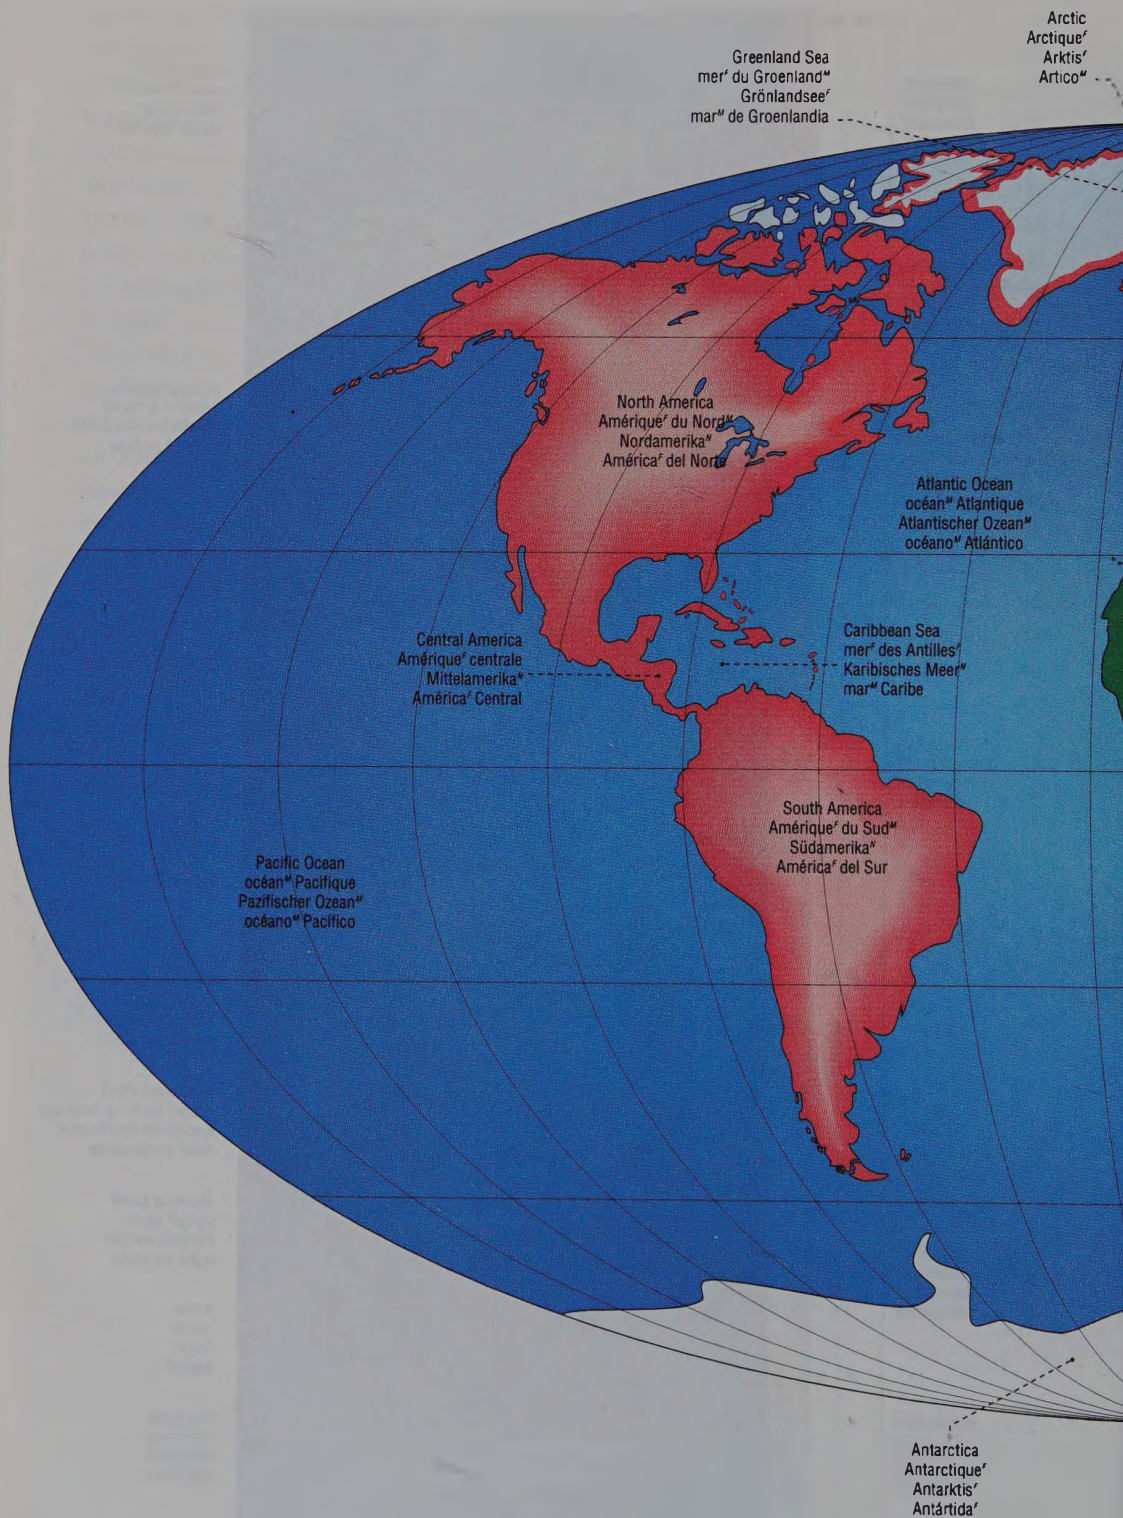 Arctic
Arctiqueᶠ
Arktisᶠ
Articoᴹ
Greenland Sea
merᶠ du Groenlandᴹ
Grönlandseeᶠ
marᴹ de Groenlandia
North America
Amériqueᶠ du Nordᴹ
Nordamerikaᴺ
Américaᶠ del Norte
Atlantic Ocean
océanᴹ Atlantique
Atlantischer Ozeanᴹ
océanoᴹ Atlántico
Central America
Amériqueᶠ centrale
Mittelamerikaᴺ
Américaᶠ Central
Caribbean Sea
merᶠ des Antillesᶠ
Karibisches Meerᴺ
marᴹ Caribe
South America
Amériqueᶠ du Sudᴹ
Südamerikaᴺ
Américaᶠ del Sur
Pacific Ocean
océanᴹ Pacifique
Pazifischer Ozeanᴹ
océanoᴹ Pacífico
Antarctica
Antarctiqueᶠ
Antarktisᶠ
Antártidaᶠ